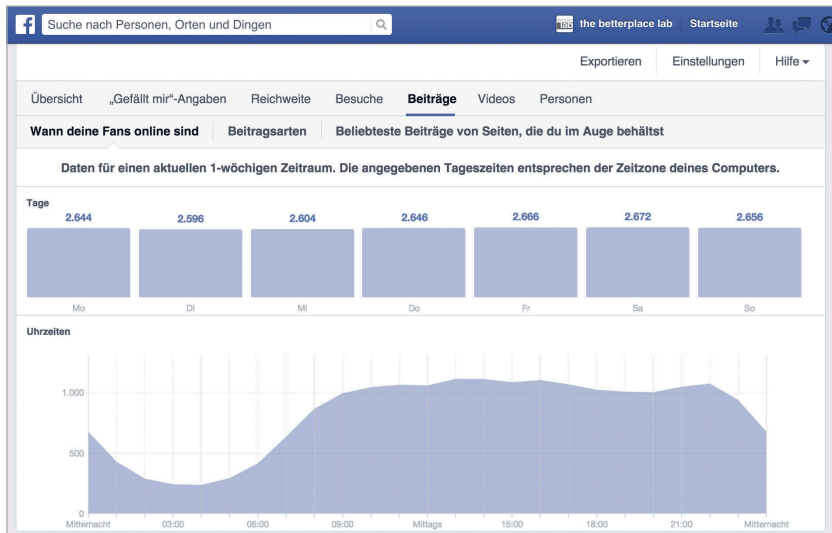 Suche nach Personen, Orten und Dingen
lab the betterplace lab Startseite
Exportieren Einstellungen Hilfe
Übersicht „Gefällt mir“-Angaben Reichweite Besuche Beiträge Videos Personen
Wann deine Fans online sind Beitragsarten Beliebteste Beiträge von Seiten, die du im Auge behältst
Daten für einen aktuellen 1-wöchigen Zeitraum. Die angegebenen Tageszeiten entsprechen der Zeitzone deines Computers.
Tage
2.644 2.596 2.604 2.646 2.666 2.672 2.656
Mo Di Mi Do Fr Sa So
Uhrzeiten
1.000
500
0
Mitternacht 03:00 06:00 09:00 Mittags 15:00 18:00 21:00 Mitternacht